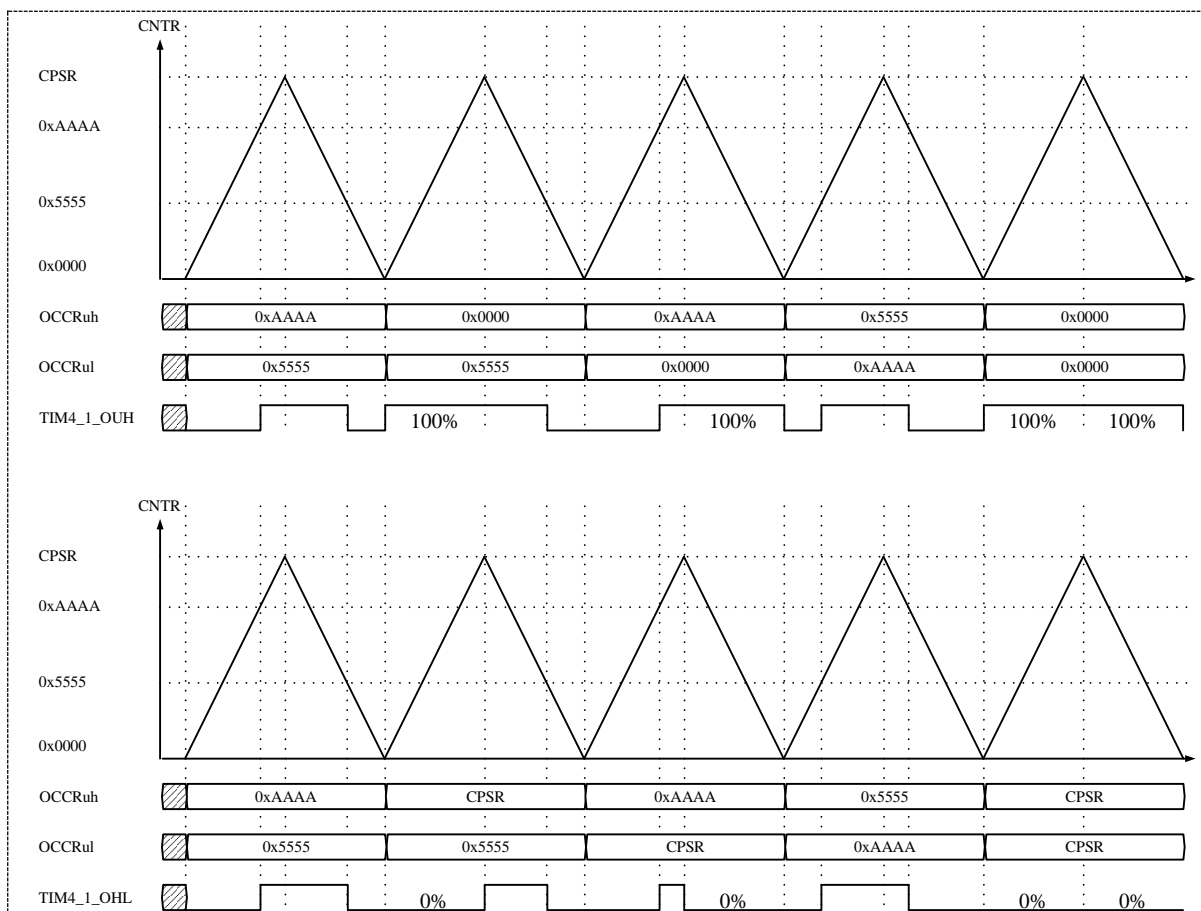 CNTR
CPSR
0xAAAA
0x5555
0x0000
OCCRuh 0xAAAA 0x0000 0xAAAA 0x5555 0x0000
OCCRul 0x5555 0x5555 0x0000 0xAAAA 0x0000
TIM4_1_OUH 100% 100% 100% 100%
CNTR
CPSR
0xAAAA
0x5555
0x0000
OCCRuh 0xAAAA CPSR 0xAAAA 0x5555 CPSR
OCCRul 0x5555 0x5555 CPSR 0xAAAA CPSR
TIM4_1_OHL 0% 0% 0% 0%